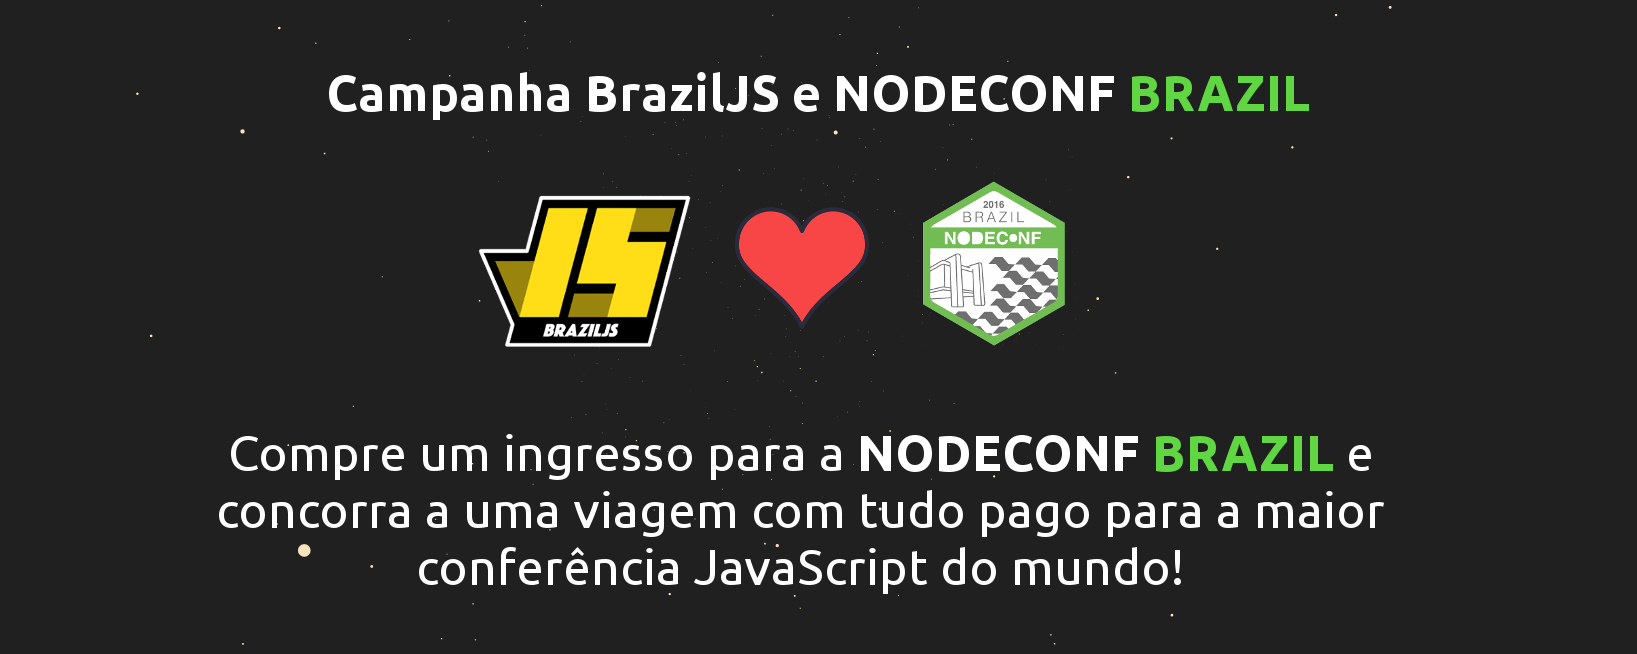 Campanha BrazilJS e NODECONF BRAZIL
JS
BRAZILJS
2016
BRAZIL
NODECONF
Compre um ingresso para a NODECONF BRAZIL e
concorra a uma viagem com tudo pago para a maior
conferência JavaScript do mundo!